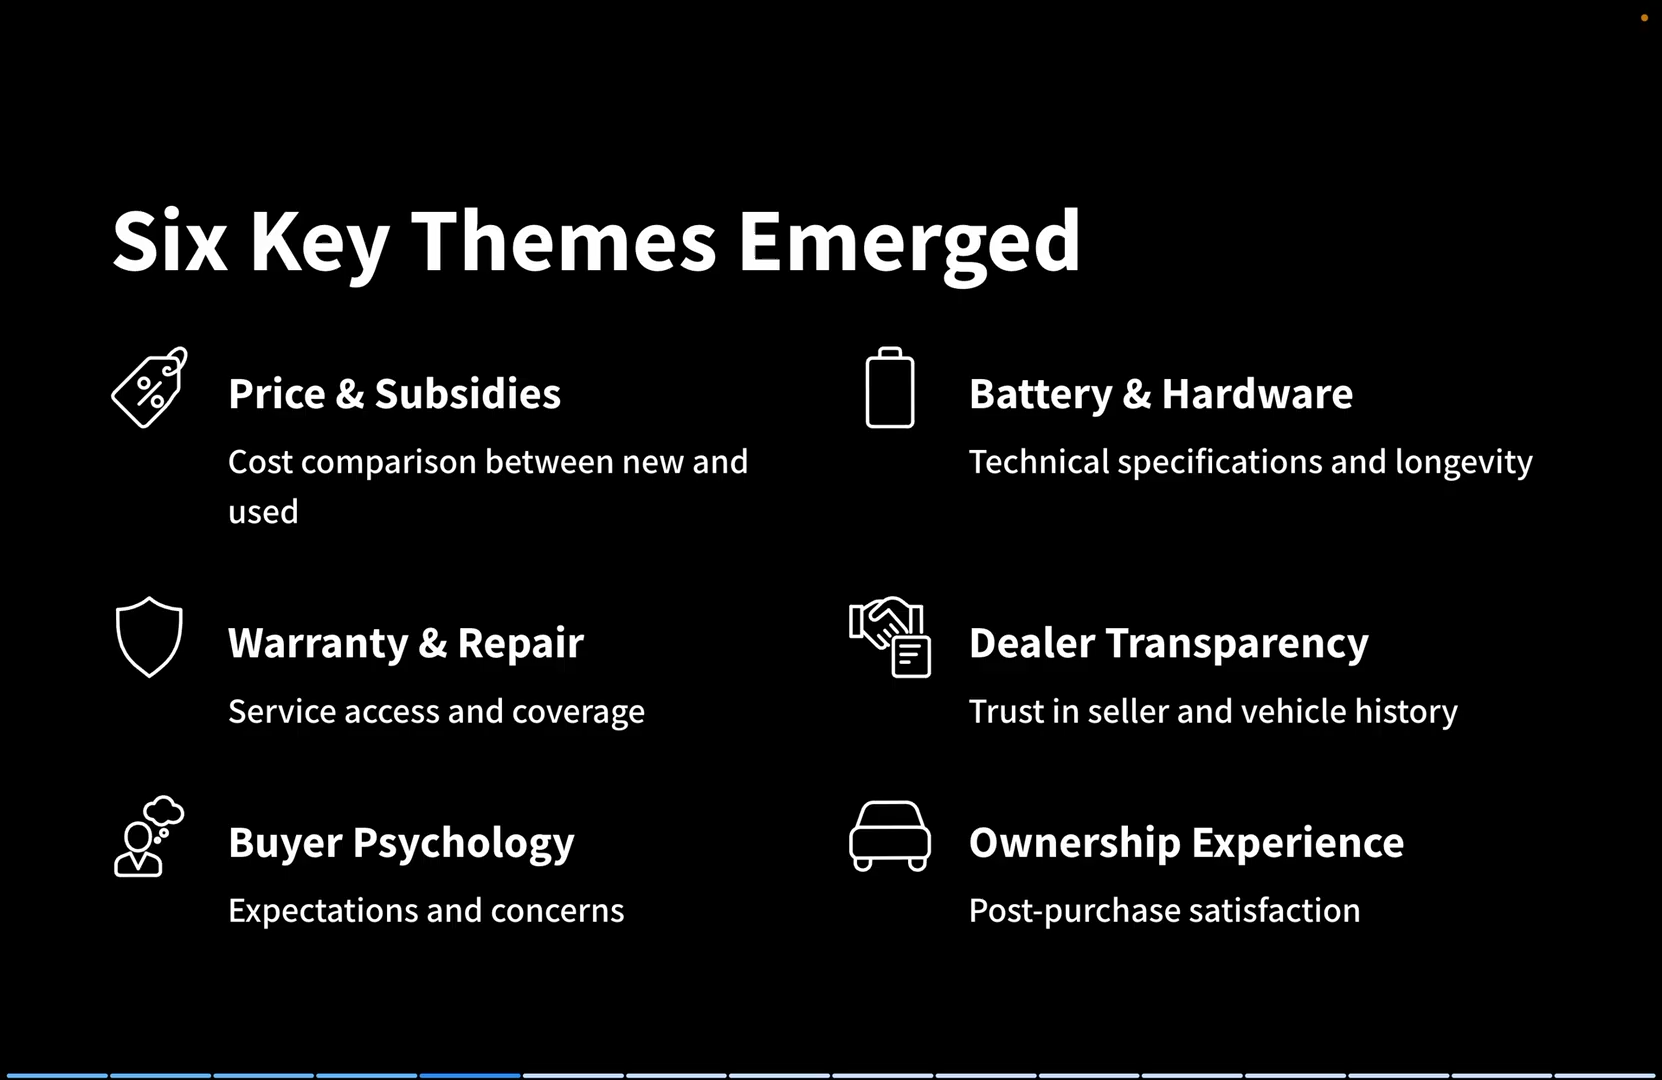 Six Key Themes Emerged
Price & Subsidies
Cost comparison between new and
used
Battery & Hardware
Technical specifications and longevity
Warranty & Repair
Service access and coverage
Dealer Transparency
Trust in seller and vehicle history
Buyer Psychology
Expectations and concerns
Ownership Experience
Post-purchase satisfaction